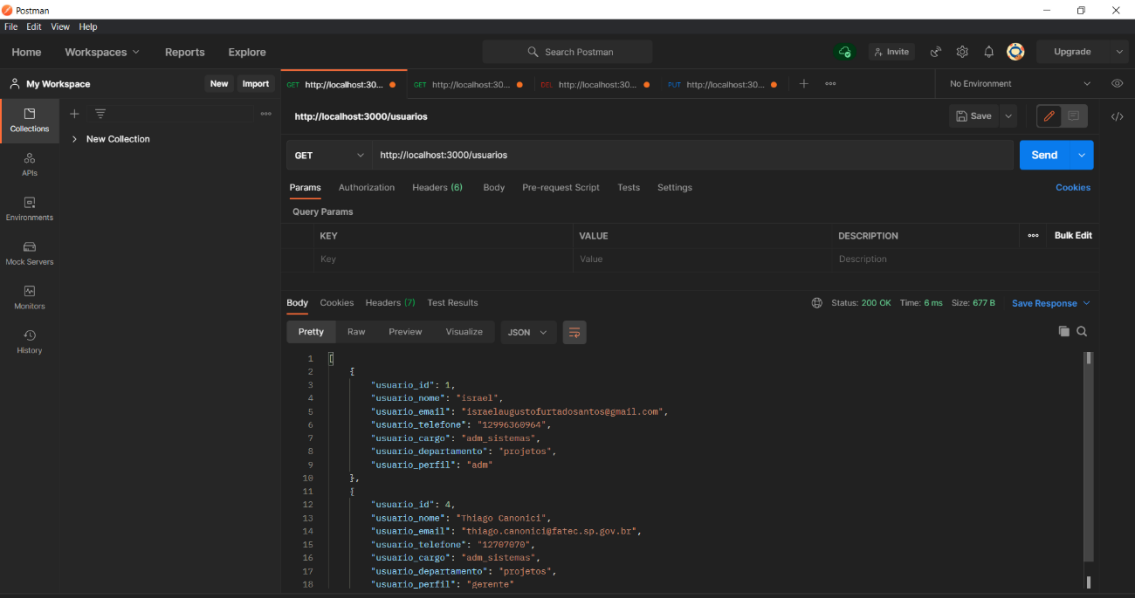 Postman
File Edit View Help
Home Workspaces Reports Explore Search Postman Invite Upgrade
My Workspace New Import GET http://localhost:30... GET http://localhost:30... DEL http://localhost:30... PUT http://localhost:30... No Environment
Collections
New Collection
APIs
Environments
Mock Servers
Monitors
History
http://localhost:3000/usuarios Save
GET http://localhost:3000/usuarios Send
Params Authorization Headers (6) Body Pre-request Script Tests Settings Cookies
Query Params
KEY VALUE DESCRIPTION Bulk Edit
Key Value Description
Body Cookies Headers (7) Test Results Status: 200 OK Time: 6 ms Size: 677 B Save Response
Pretty Raw Preview Visualize JSON
1 [
2 {
3 "usuario_id": 1,
4 "usuario_nome": "israel",
5 "usuario_email": "israelaugustofurtadosantos@gmail.com",
6 "usuario_telefone": "12996360964",
7 "usuario_cargo": "adm_sistemas",
8 "usuario_departamento": "projetos",
9 "usuario_perfil": "adm"
10 },
11 {
12 "usuario_id": 4,
13 "usuario_nome": "Thiago Canonici",
14 "usuario_email": "thiago.canonici@fatec.sp.gov.br",
15 "usuario_telefone": "12707070",
16 "usuario_cargo": "adm_sistemas",
17 "usuario_departamento": "projetos",
18 "usuario_perfil": "gerente"